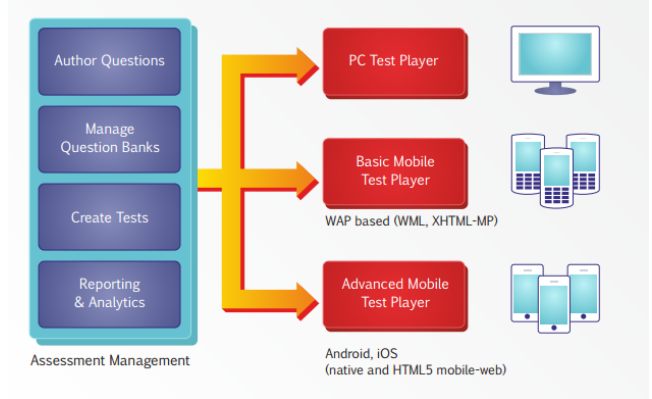 Author Questions
Manage
Question Banks
Create Tests
Reporting
& Analytics
Assessment Management
PC Test Player
Basic Mobile
Test Player
WAP based (WML, XHTML-MP)
Advanced Mobile
Test Player
Android, iOS
(native and HTML5 mobile-web)